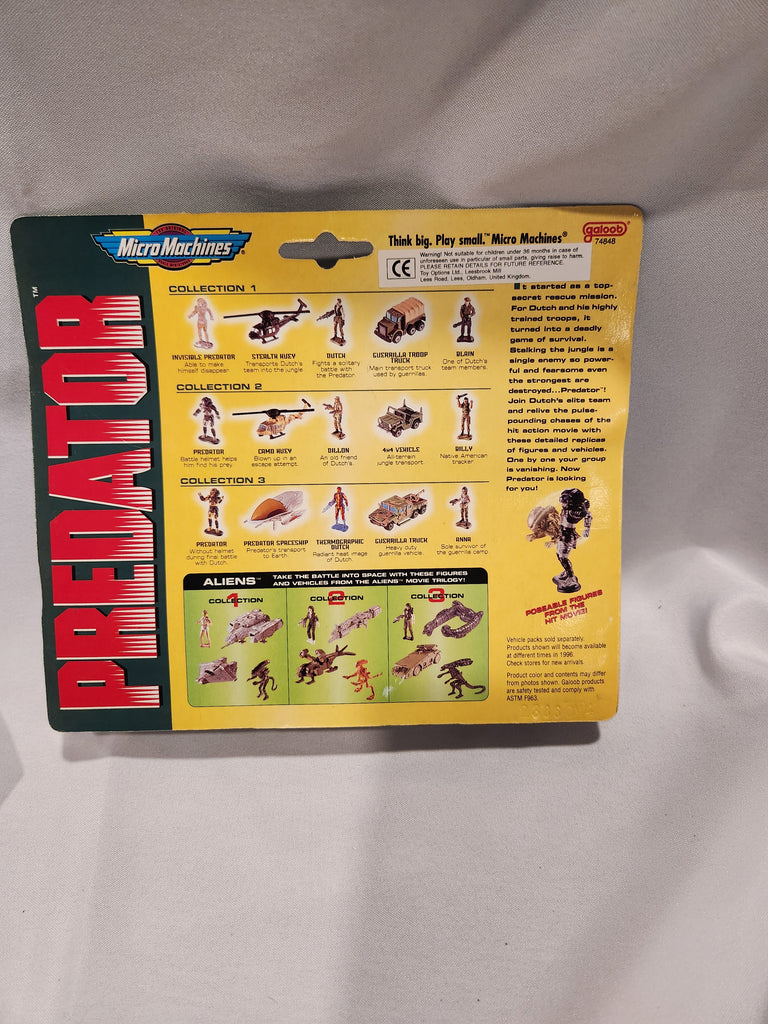 PREDATOR™
THE ORIGINAL
MicroMachines®
Think big. Play small.™ Micro Machines®
galoob®
74848
CE
Warning! Not suitable for children under 36 months in case of
unforeseen use in particular of small parts, giving raise to harm.
PLEASE RETAIN DETAILS FOR FUTURE REFERENCE.
Toy Options Ltd., Leesbrook Mill
Lees Road, Lees, Oldham, United Kingdom.
COLLECTION 1
INVISIBLE PREDATOR
Able to make
himself disappear.
STEALTH HUEY
Transports Dutch's
team into the jungle.
DUTCH
Fights a solitary
battle with the
Predator.
GUERRILLA TROOP
TRUCK
Main transport truck
used by guerrillas.
BLAIN
One of Dutch's
team members.
COLLECTION 2
PREDATOR
Battle helmet helps
him find his prey.
CAMO HUEY
Blown up in an
escape attempt.
DILLON
An old friend
of Dutch's.
4x4 VEHICLE
All-terrain
jungle transport.
BILLY
Native American
tracker.
COLLECTION 3
PREDATOR
Without helmet
during final battle
with Dutch.
PREDATOR SPACESHIP
Predator's transport
to Earth.
THERMOGRAPHIC
DUTCH
Radiant heat image
of Dutch.
GUERRILLA TRUCK
Heavy duty
guerrilla vehicle.
ANNA
Sole survivor of
the guerrilla camp.
It started as a top-
secret rescue mission.
For Dutch and his highly
trained troops, it
turned into a deadly
game of survival.
Stalking the jungle is a
single enemy so power-
ful and fearsome even
the strongest are
destroyed...Predator™!
Join Dutch's elite team
and relive the pulse-
pounding chases of the
hit action movie with
these detailed replicas
of figures and vehicles.
One by one your group
is vanishing. Now
Predator is looking
for you!
POSEABLE FIGURES
FROM THE
HIT MOVIE!
ALIENS™
TAKE THE BATTLE INTO SPACE WITH THESE FIGURES
AND VEHICLES FROM THE ALIENS™ MOVIE TRILOGY!
COLLECTION 1
COLLECTION 2
COLLECTION 3
Vehicle packs sold separately.
Products shown will become available
at different times in 1996.
Check stores for new arrivals.
Product color and contents may differ
from photos shown. Galoob products
are safety tested and comply with
ASTM F963.